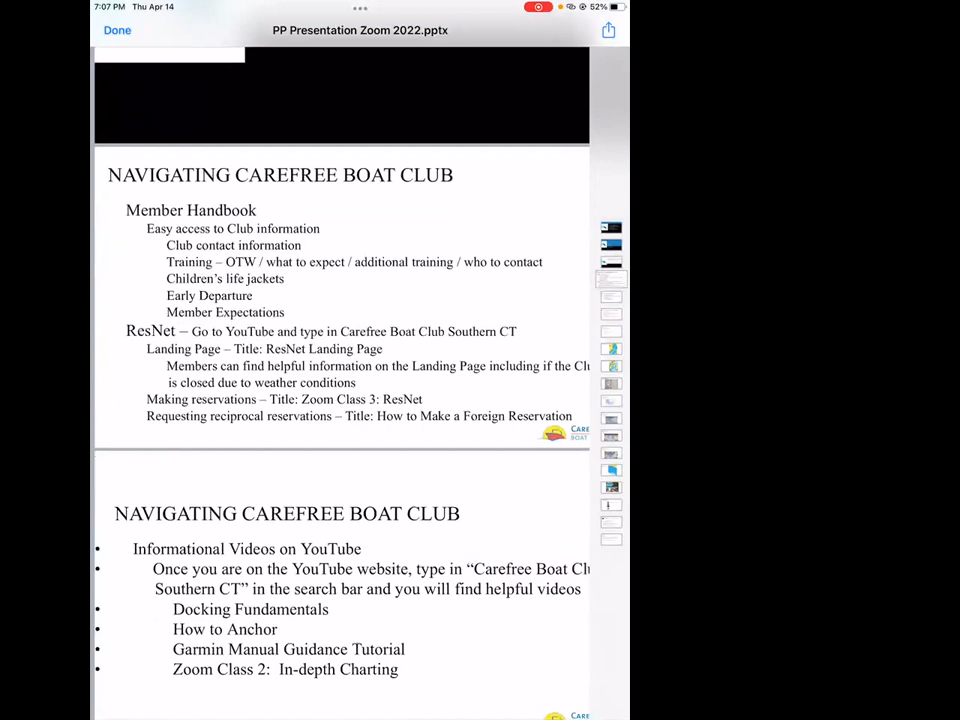 7:07 PM Thu Apr 14
52%
Done
PP Presentation Zoom 2022.pptx
NAVIGATING CAREFREE BOAT CLUB
Member Handbook
Easy access to Club information
Club contact information
Training – OTW / what to expect / additional training / who to contact
Children's life jackets
Early Departure
Member Expectations
ResNet – Go to YouTube and type in Carefree Boat Club Southern CT
Landing Page – Title: ResNet Landing Page
Members can find helpful information on the Landing Page including if the Clu
is closed due to weather conditions
Making reservations – Title: Zoom Class 3: ResNet
Requesting reciprocal reservations – Title: How to Make a Foreign Reservation
CARE
BOAT
NAVIGATING CAREFREE BOAT CLUB
• Informational Videos on YouTube
• Once you are on the YouTube website, type in “Carefree Boat Clu
Southern CT” in the search bar and you will find helpful videos
• Docking Fundamentals
• How to Anchor
• Garmin Manual Guidance Tutorial
• Zoom Class 2: In-depth Charting
CARE